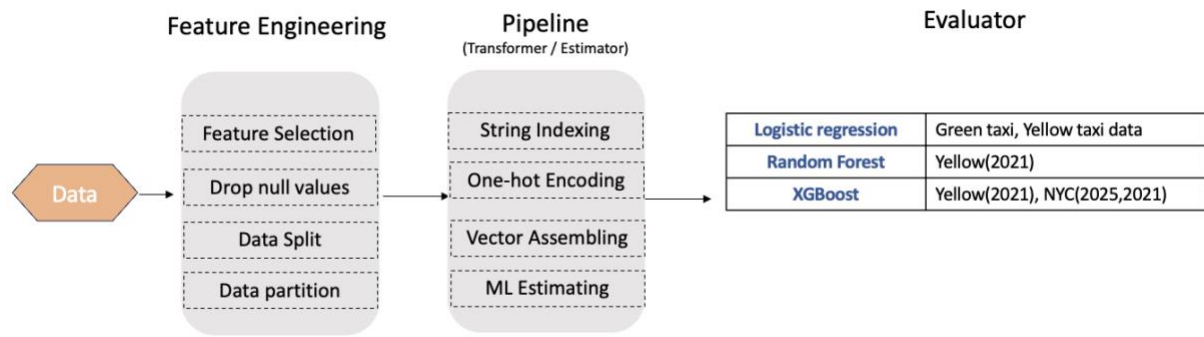 Feature Engineering
Pipeline
(Transformer / Estimator)
Evaluator
Data
Feature Selection
Drop null values
Data Split
Data partition
String Indexing
One-hot Encoding
Vector Assembling
ML Estimating
Logistic regression Green taxi, Yellow taxi data
Random Forest Yellow(2021)
XGBoost Yellow(2021), NYC(2025,2021)